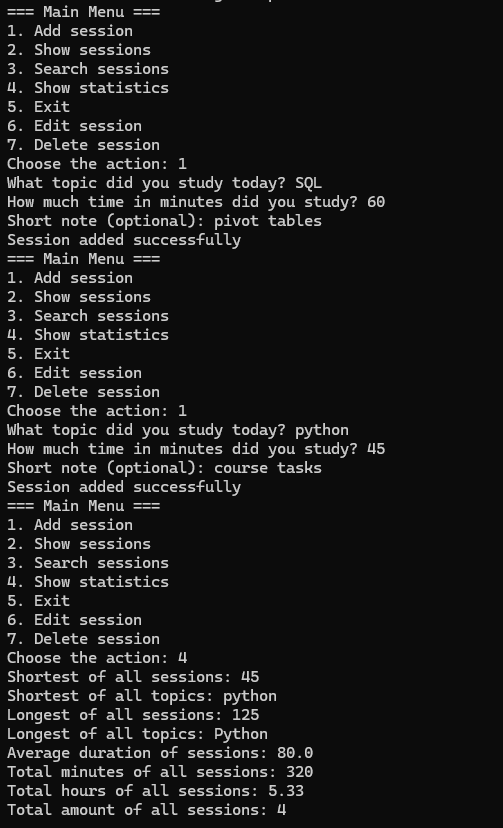 === Main Menu ===
1. Add session
2. Show sessions
3. Search sessions
4. Show statistics
5. Exit
6. Edit session
7. Delete session
Choose the action: 1
What topic did you study today? SQL
How much time in minutes did you study? 60
Short note (optional): pivot tables
Session added successfully
=== Main Menu ===
1. Add session
2. Show sessions
3. Search sessions
4. Show statistics
5. Exit
6. Edit session
7. Delete session
Choose the action: 1
What topic did you study today? python
How much time in minutes did you study? 45
Short note (optional): course tasks
Session added successfully
=== Main Menu ===
1. Add session
2. Show sessions
3. Search sessions
4. Show statistics
5. Exit
6. Edit session
7. Delete session
Choose the action: 4
Shortest of all sessions: 45
Shortest of all topics: python
Longest of all sessions: 125
Longest of all topics: Python
Average duration of sessions: 80.0
Total minutes of all sessions: 320
Total hours of all sessions: 5.33
Total amount of all sessions: 4